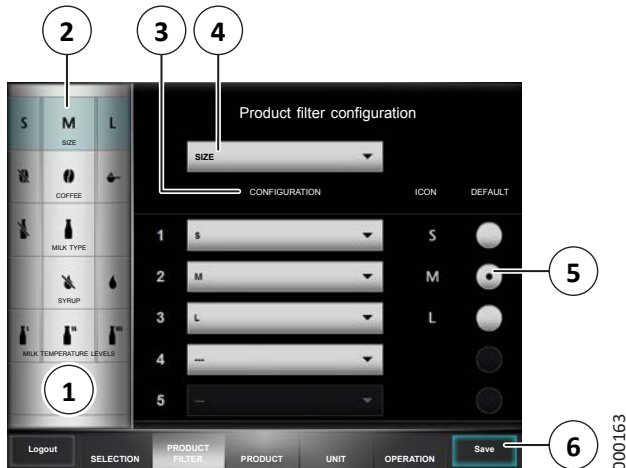 2
3
4
Product filter configuration
S M L
SIZE
SIZE
CONFIGURATION ICON DEFAULT
COFFEE
MILK TYPE
1 S S
2 M M
5
SYRUP
3 L L
MILK TEMPERATURE LEVELS
4 ---
1
5 ---
Logout
SELECTION
PRODUCT
FILTER
PRODUCT
UNIT
OPERATION
Save
6
000163